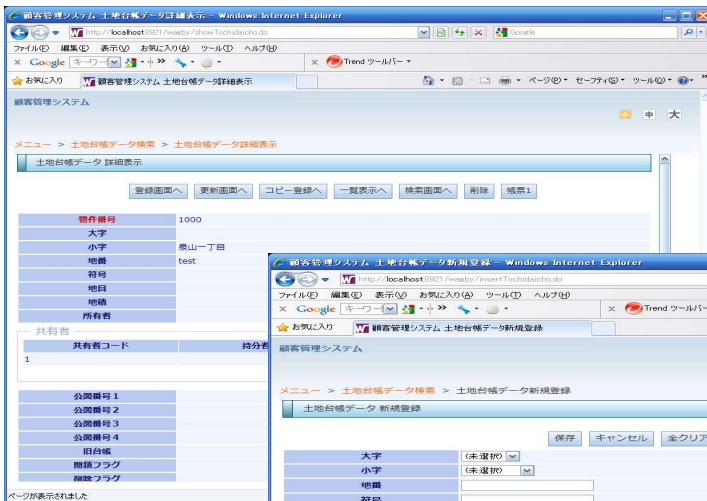 顧客管理システム 土地台帳データ詳細表示 - Windows Internet Explorer
http://localhost:8921/wagby/showTochidaicho.do
Google
ファイル(F) 編集(E) 表示(V) お気に入り(A) ツール(T) ヘルプ(H)
Google キーワード Trend ツールバー
お気に入り 顧客管理システム 土地台帳データ詳細表示 ページ(P) セーフティ(S) ツール(O)
顧客管理システム
中 大
メニュー > 土地台帳データ検索 > 土地台帳データ詳細表示
土地台帳データ 詳細表示
登録画面へ 更新画面へ コピー登録へ 一覧表示へ 検索画面へ 削除 帳票1
物件番号 1000
大字
小字 泉山一丁目
地番 test
符号
地目
地積
所有者
共有者
共有者コード 持分者
1
公図番号1
公図番号2
公図番号3
公図番号4
旧台帳
閉鎖フラグ
削除フラグ
ページが表示されました
顧客管理システム 土地台帳データ新規登録 - Windows Internet Explorer
http://localhost:8921/wagby/insertTochidaicho.do
ファイル(F) 編集(E) 表示(V) お気に入り(A) ツール(T) ヘルプ(H)
Google キーワード Trend ツールバー
お気に入り 顧客管理システム 土地台帳データ新規登録
顧客管理システム
メニュー > 土地台帳データ検索 > 土地台帳データ新規登録
土地台帳データ 新規登録
保存 キャンセル 全クリア
大字 (未選択)
小字 (未選択)
地番
符号